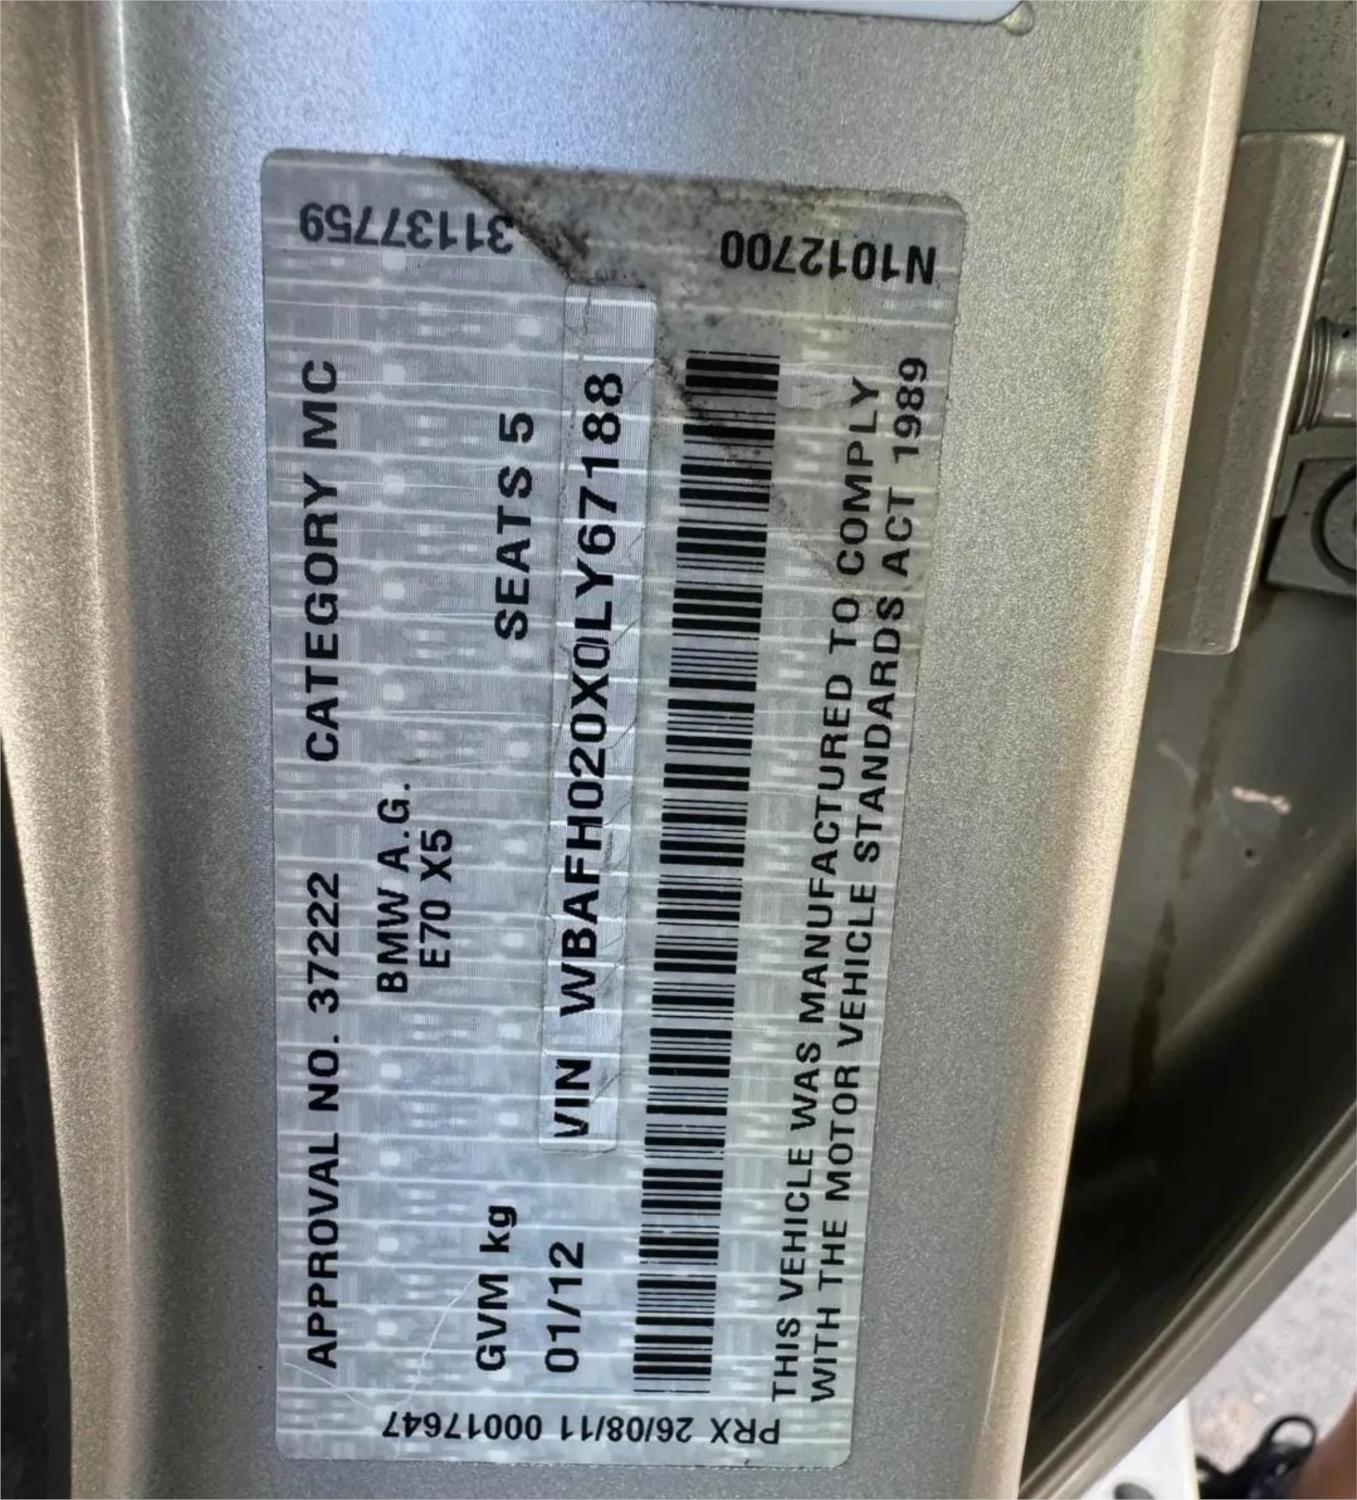 31137759
N1012700
APPROVAL NO. 37222 CATEGORY MC
BMW A.G.
E70 X5
GVM kg SEATS 5
01/12 VIN WBAFH020X0LY67188
THIS VEHICLE WAS MANUFACTURED TO COMPLY
WITH THE MOTOR VEHICLE STANDARDS ACT 1989
PRX 26/08/11 00017647